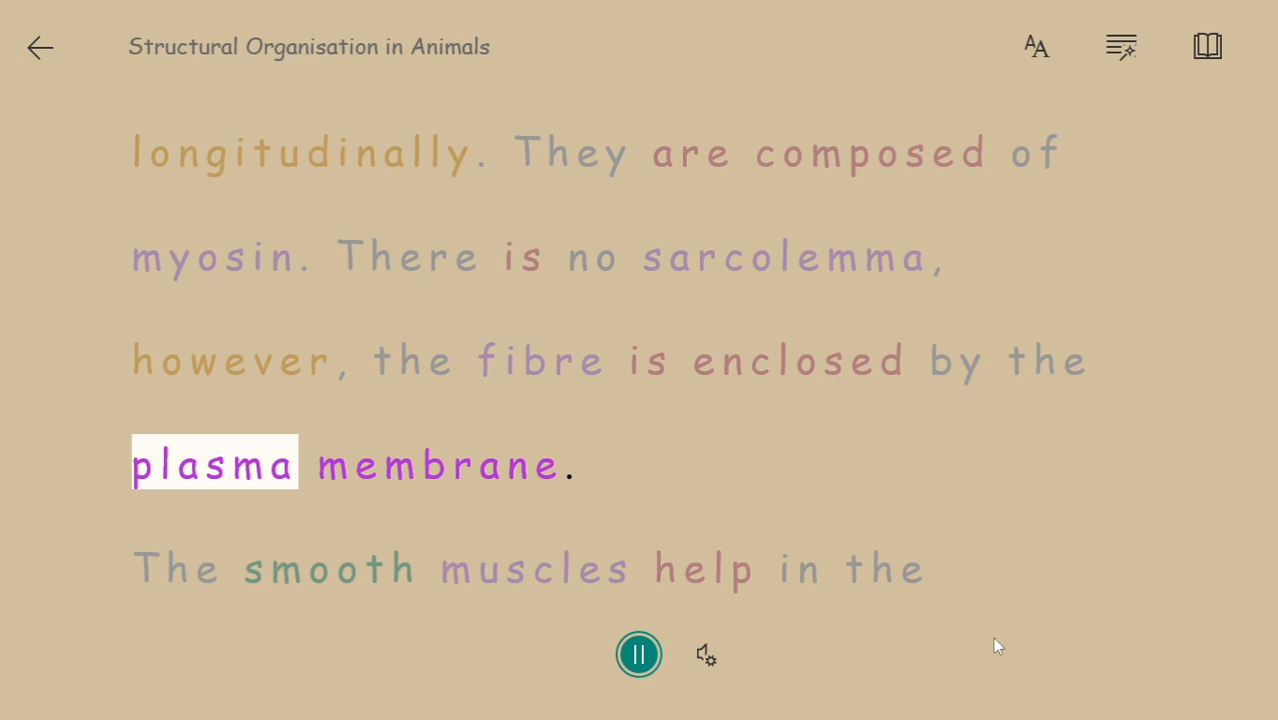 Structural Organisation in Animals
longitudinally. They are composed of
myosin. There is no sarcolemma,
however, the fibre is enclosed by the
plasma membrane.
The smooth muscles help in the